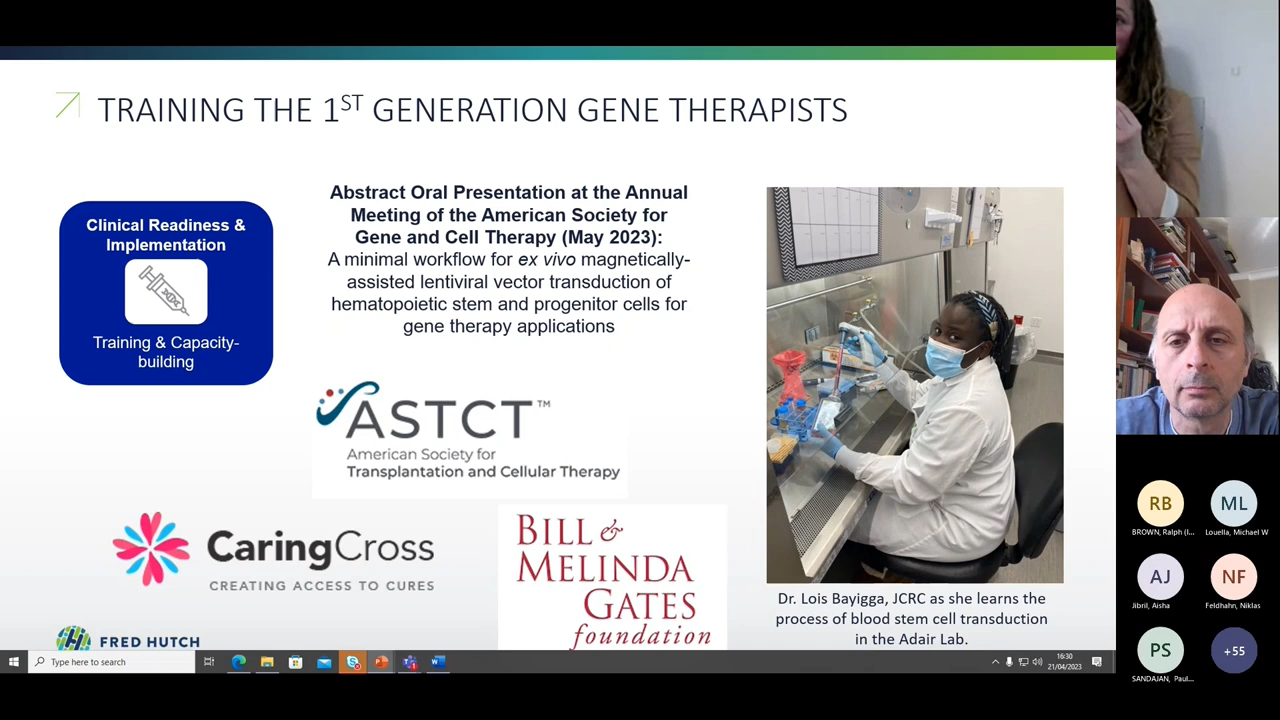 TRAINING THE 1ST GENERATION GENE THERAPISTS
Clinical Readiness &
Implementation
Training & Capacity-
building
Abstract Oral Presentation at the Annual
Meeting of the American Society for
Gene and Cell Therapy (May 2023):
A minimal workflow for ex vivo magnetically-
assisted lentiviral vector transduction of
hematopoietic stem and progenitor cells for
gene therapy applications
ASTCT™
American Society for
Transplantation and Cellular Therapy
CaringCross
CREATING ACCESS TO CURES
BILL &
MELINDA
GATES
foundation
FRED HUTCH
Dr. Lois Bayigga, JCRC as she learns the
process of blood stem cell transduction
in the Adair Lab.
Type here to search
16:30
21/04/2023
RB
BROWN, Ralph (I...
ML
Louella, Michael W
AJ
Jibril, Aisha
NF
Feldhahn, Niklas
PS
SANDAJAN, Paul...
+55